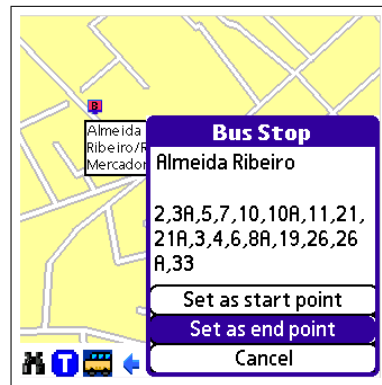 B
Almeida
Ribeiro/R
Mercador
Bus Stop
Almeida Ribeiro
2,3A,5,7,10,10A,11,21,
21A,3,4,6,8A,19,26,26
A,33
Set as start point
Set as end point
Cancel
T